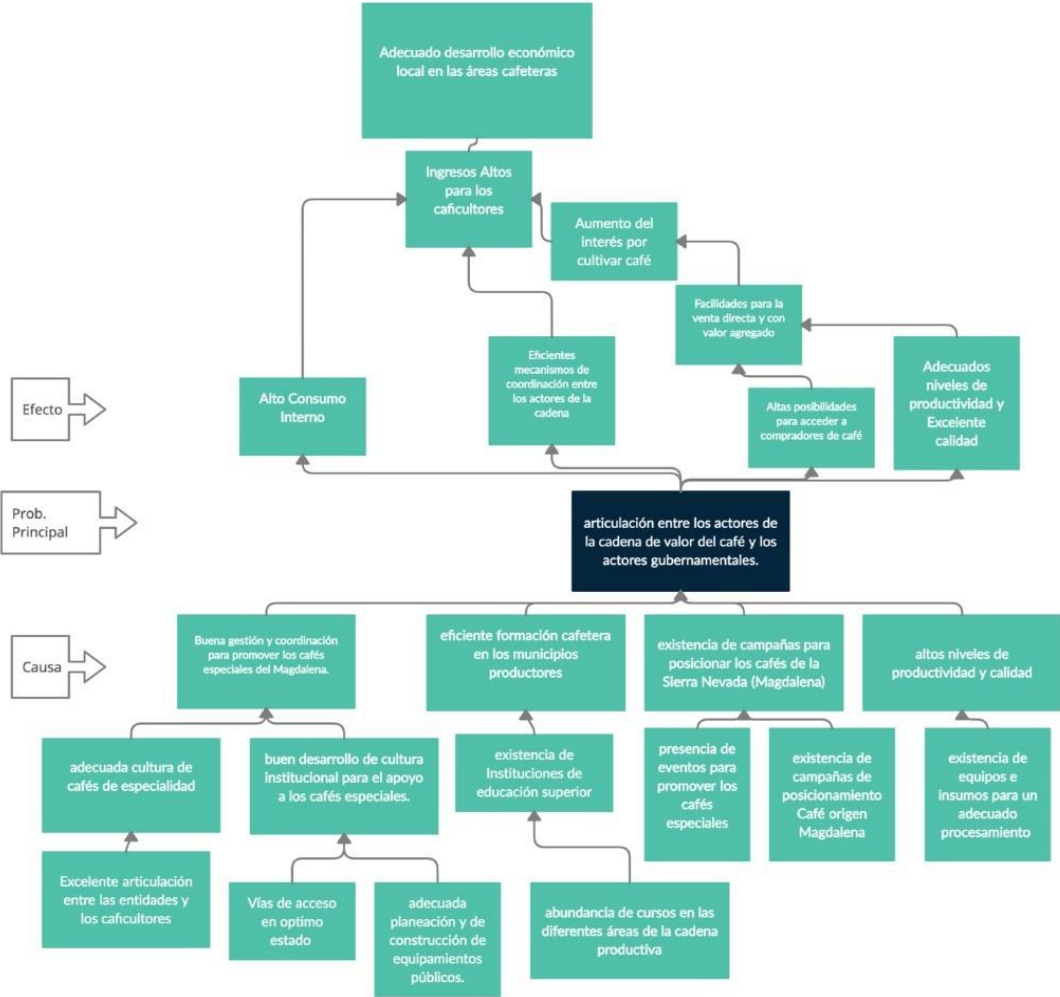 Adecuado desarrollo económico
local en las áreas cafeteras
Ingresos Altos
para los
caficultores
Aumento del
interés por
cultivar café
Facilidades para la
venta directa y con
valor agregado
Eficientes
mecanismos de
coordinación entre
los actores de la
cadena
Adecuados
niveles de
productividad y
Excelente
calidad
Efecto
Alto Consumo
Interno
Altas posibilidades
para acceder a
compradores de café
Prob.
Principal
articulación entre los actores de
la cadena de valor del café y los
actores gubernamentales.
Causa
Buena gestión y coordinación
para promover los cafés
especiales del Magdalena.
eficiente formación cafetera
en los municipios
productores
existencia de campañas para
posicionar los cafés de la
Sierra Nevada (Magdalena)
altos niveles de
productividad y calidad
adecuada cultura de
cafés de especialidad
buen desarrollo de cultura
institucional para el apoyo
a los cafés especiales.
existencia de
Instituciones de
educación superior
presencia de
eventos para
promover los
cafés
especiales
existencia de
campañas de
posicionamiento
Café origen
Magdalena
existencia de
equipos e
insumos para un
adecuado
procesamiento
Excelente articulación
entre las entidades y
los caficultores
Vías de acceso
en optimo
estado
adecuada
planeación y de
construcción de
equipamientos
públicos.
abundancia de cursos en las
diferentes áreas de la cadena
productiva